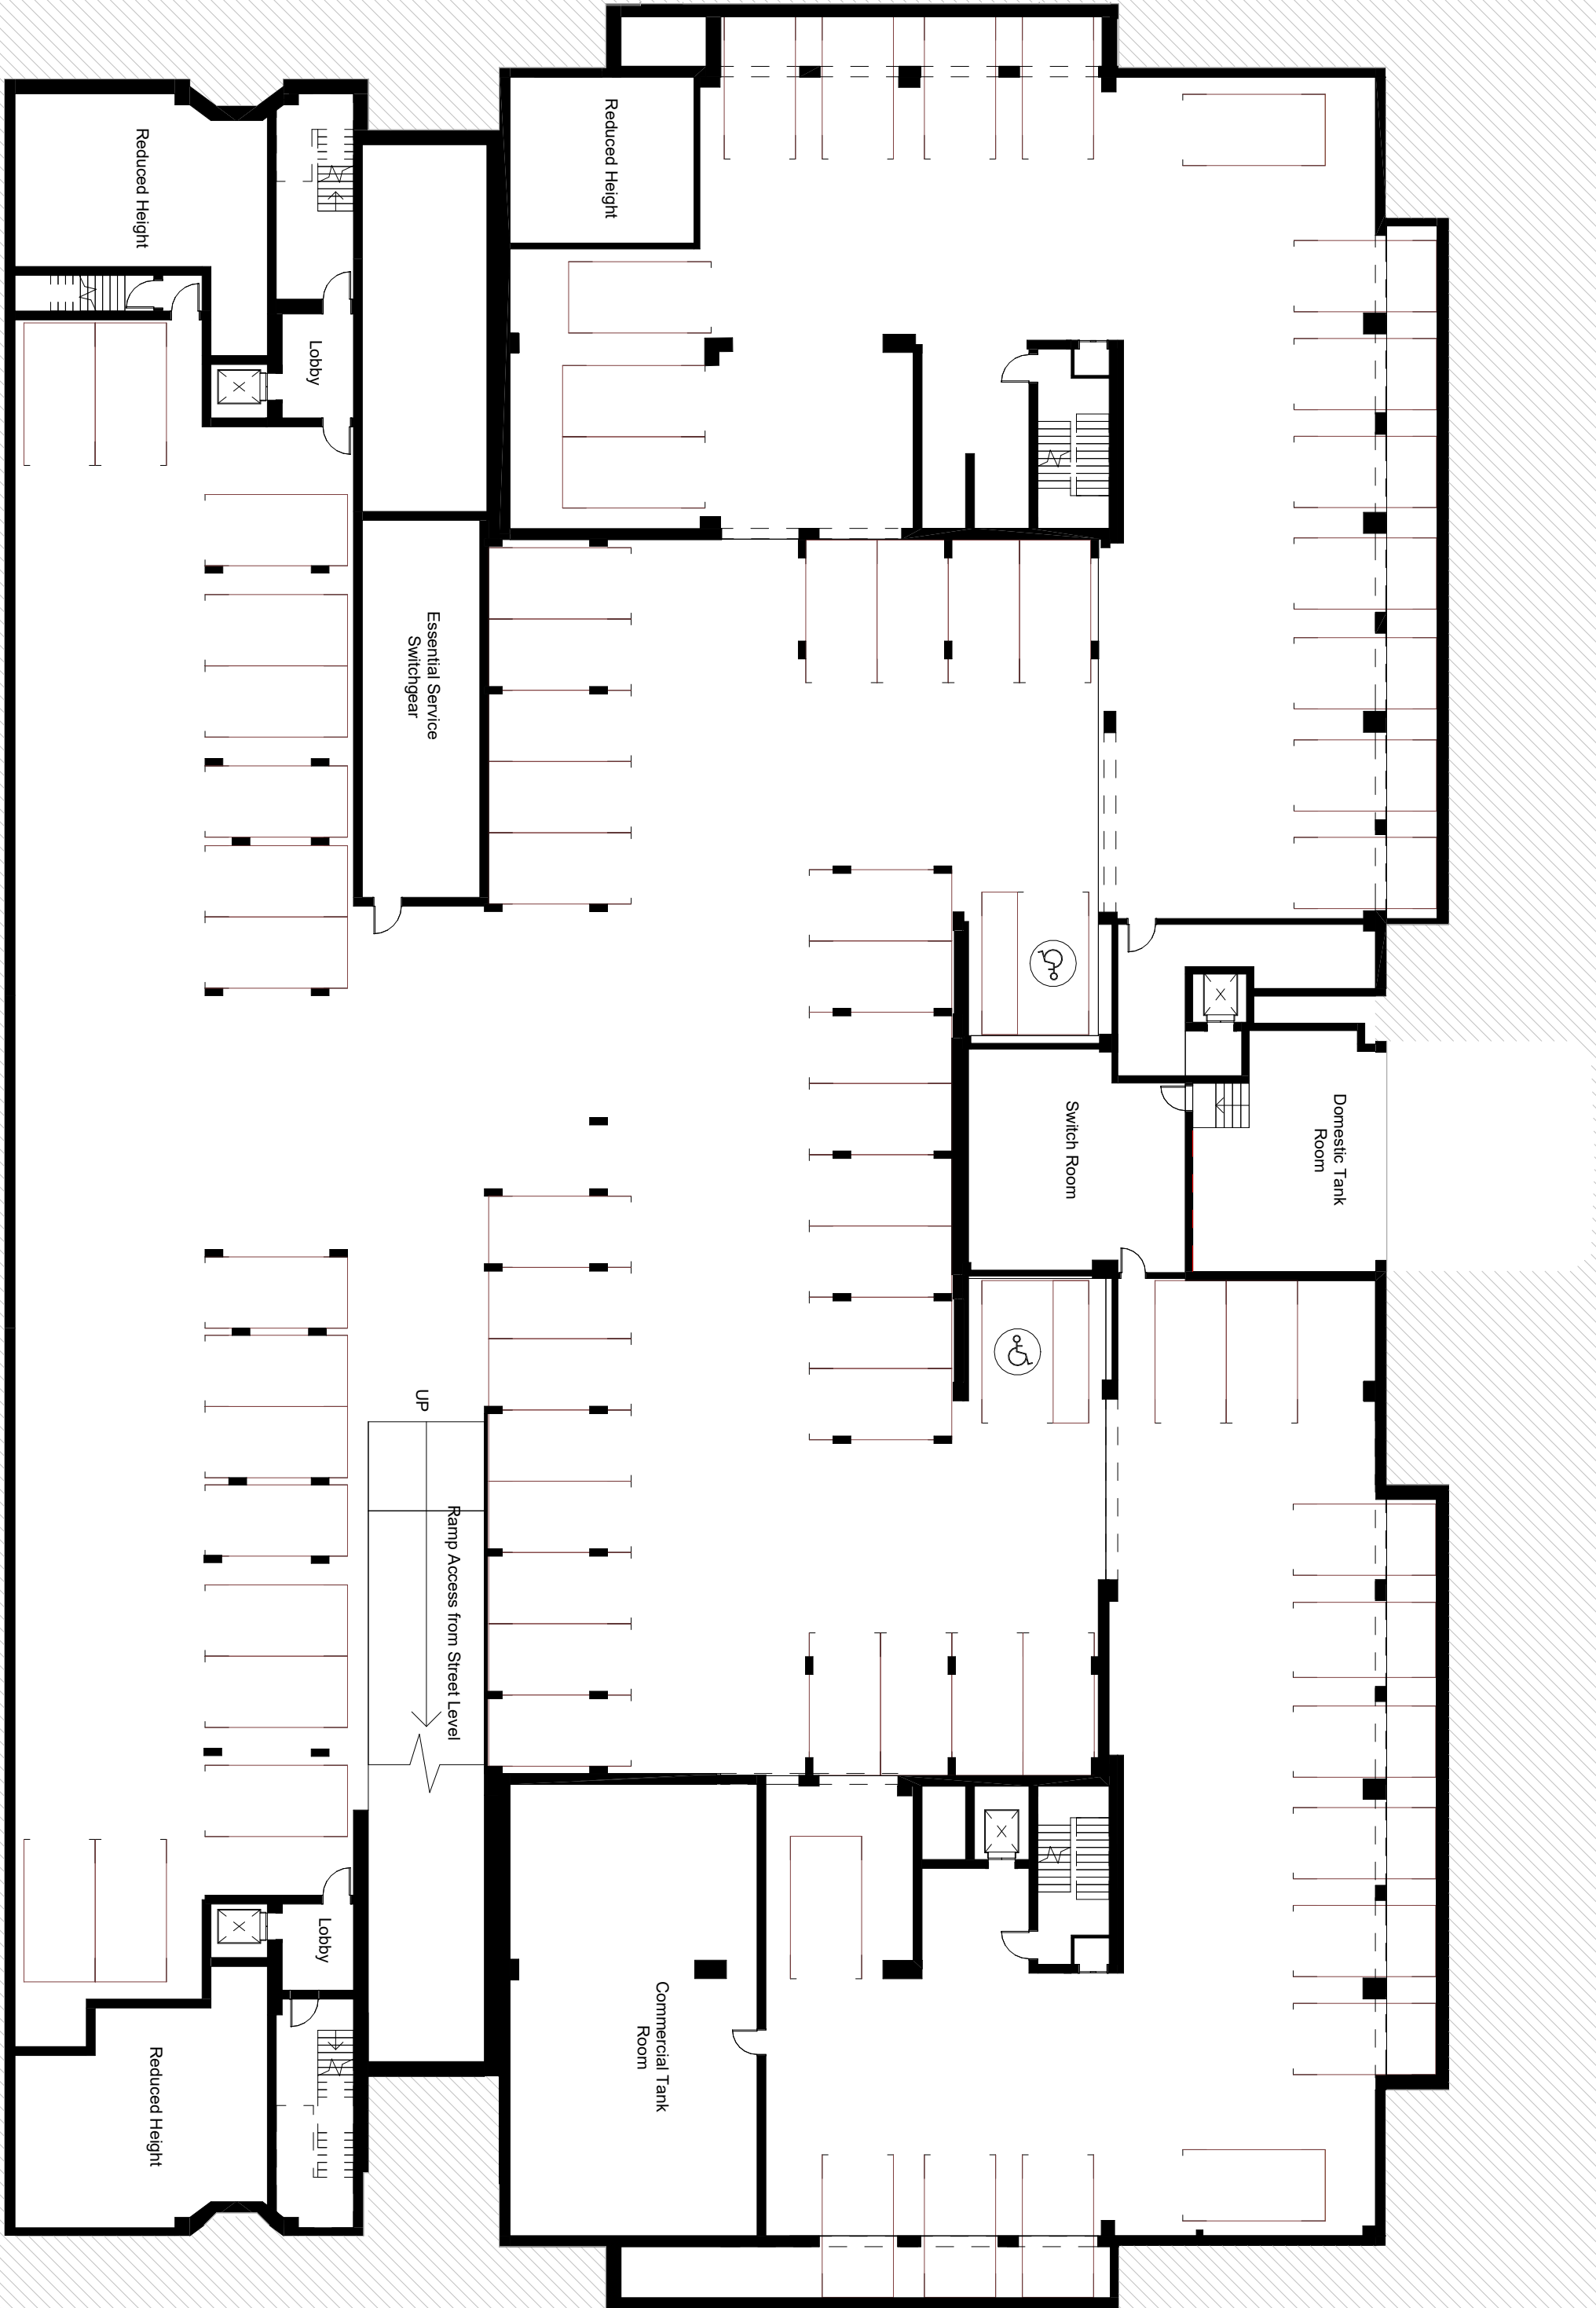 Reduced Height
Reduced Height
Lobby
Essential Service
Switchgear
Domestic Tank
Room
Switch Room
UP
Ramp Access from Street Level
Lobby
Commercial Tank
Room
Reduced Height